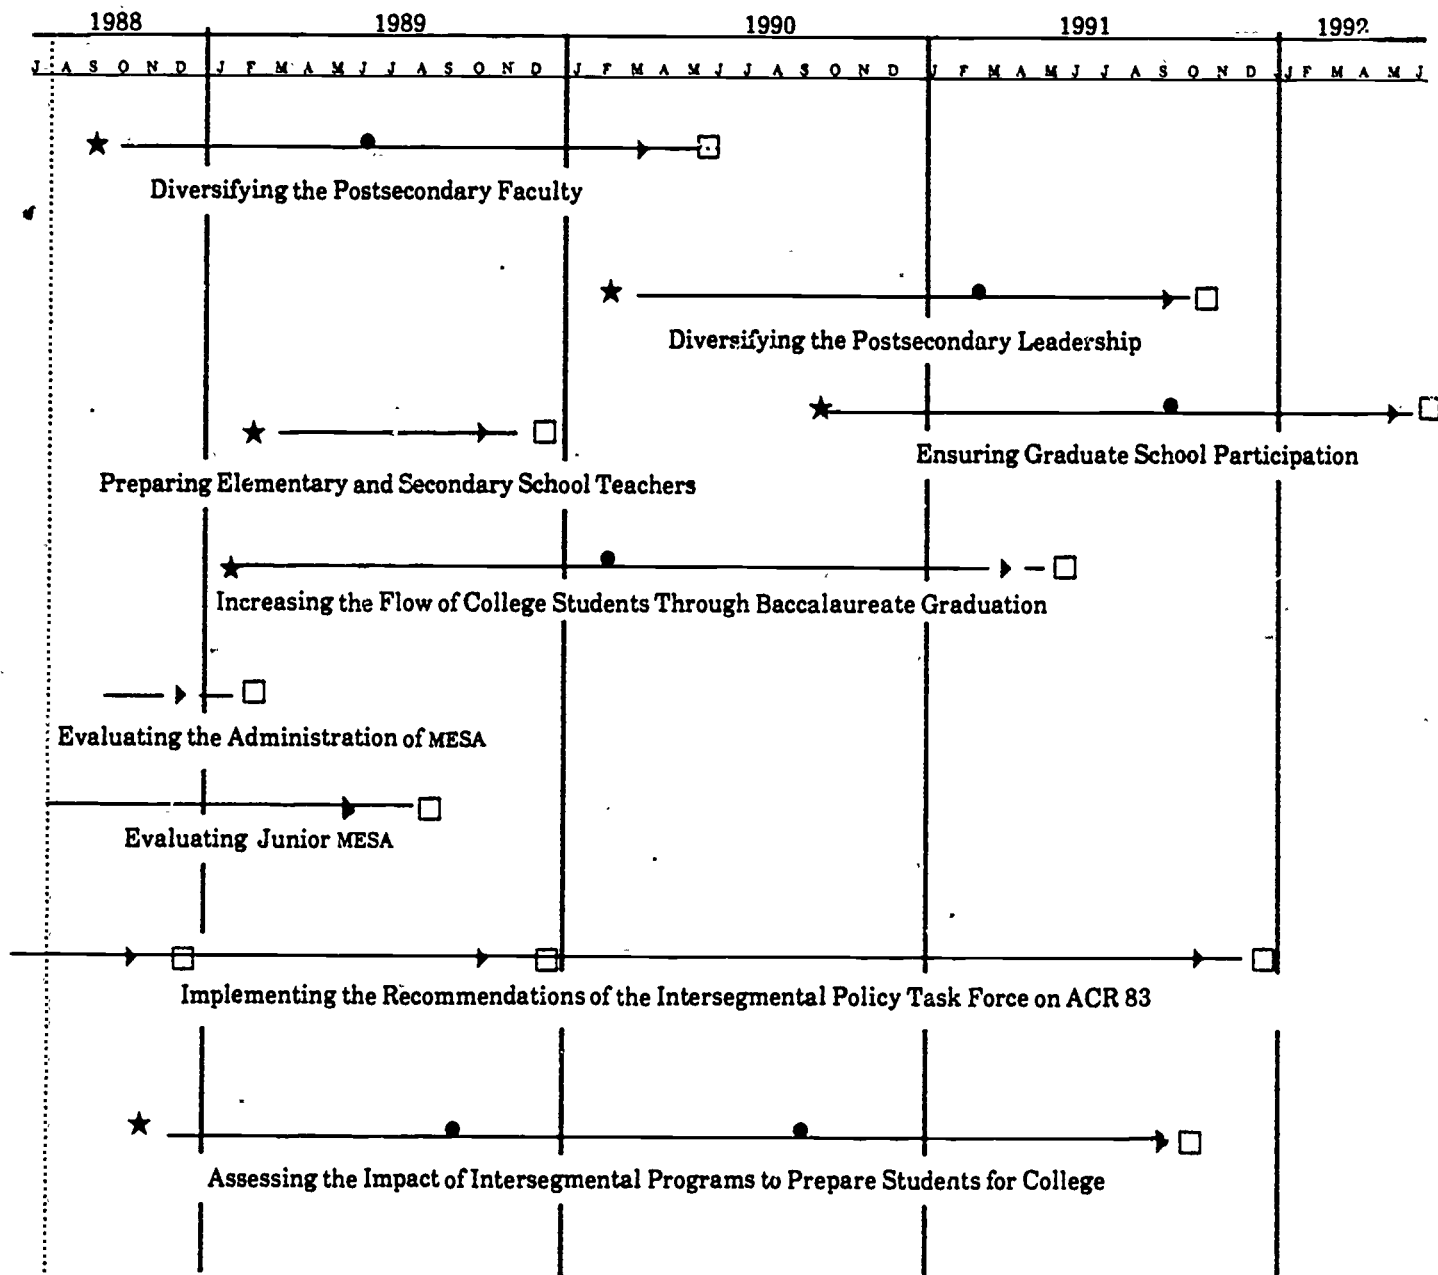 1988 1989 1990 1991 1992
J A S O N D J F M A M J J A S O N D J F M A M J J A S O N D J F M A M J J A S O N D J F M A M J
Diversifying the Postsecondary Faculty
Diversifying the Postsecondary Leadership
Ensuring Graduate School Participation
Preparing Elementary and Secondary School Teachers
Increasing the Flow of College Students Through Baccalaureate Graduation
Evaluating the Administration of MESA
Evaluating Junior MESA
Implementing the Recommendations of the Intersegmental Policy Task Force on ACR 83
Assessing the Impact of Intersegmental Programs to Prepare Students for College